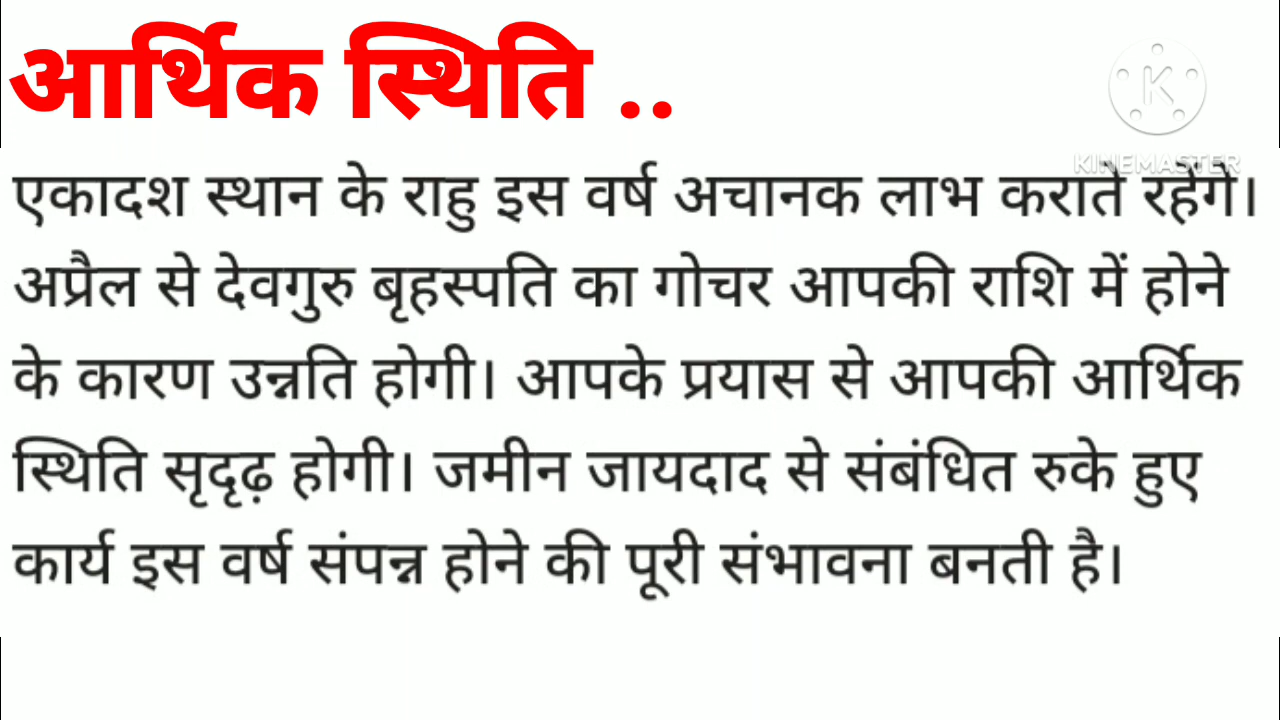 आर्थिक स्थिति ..
K
KINEMASTER
एकादश स्थान के राहु इस वर्ष अचानक लाभ कराते रहेंगे।
अप्रैल से देवगुरु बृहस्पति का गोचर आपकी राशि में होने
के कारण उन्नति होगी। आपके प्रयास से आपकी आर्थिक
स्थिति सृदृढ़ होगी। जमीन जायदाद से संबंधित रुके हुए
कार्य इस वर्ष संपन्न होने की पूरी संभावना बनती है।